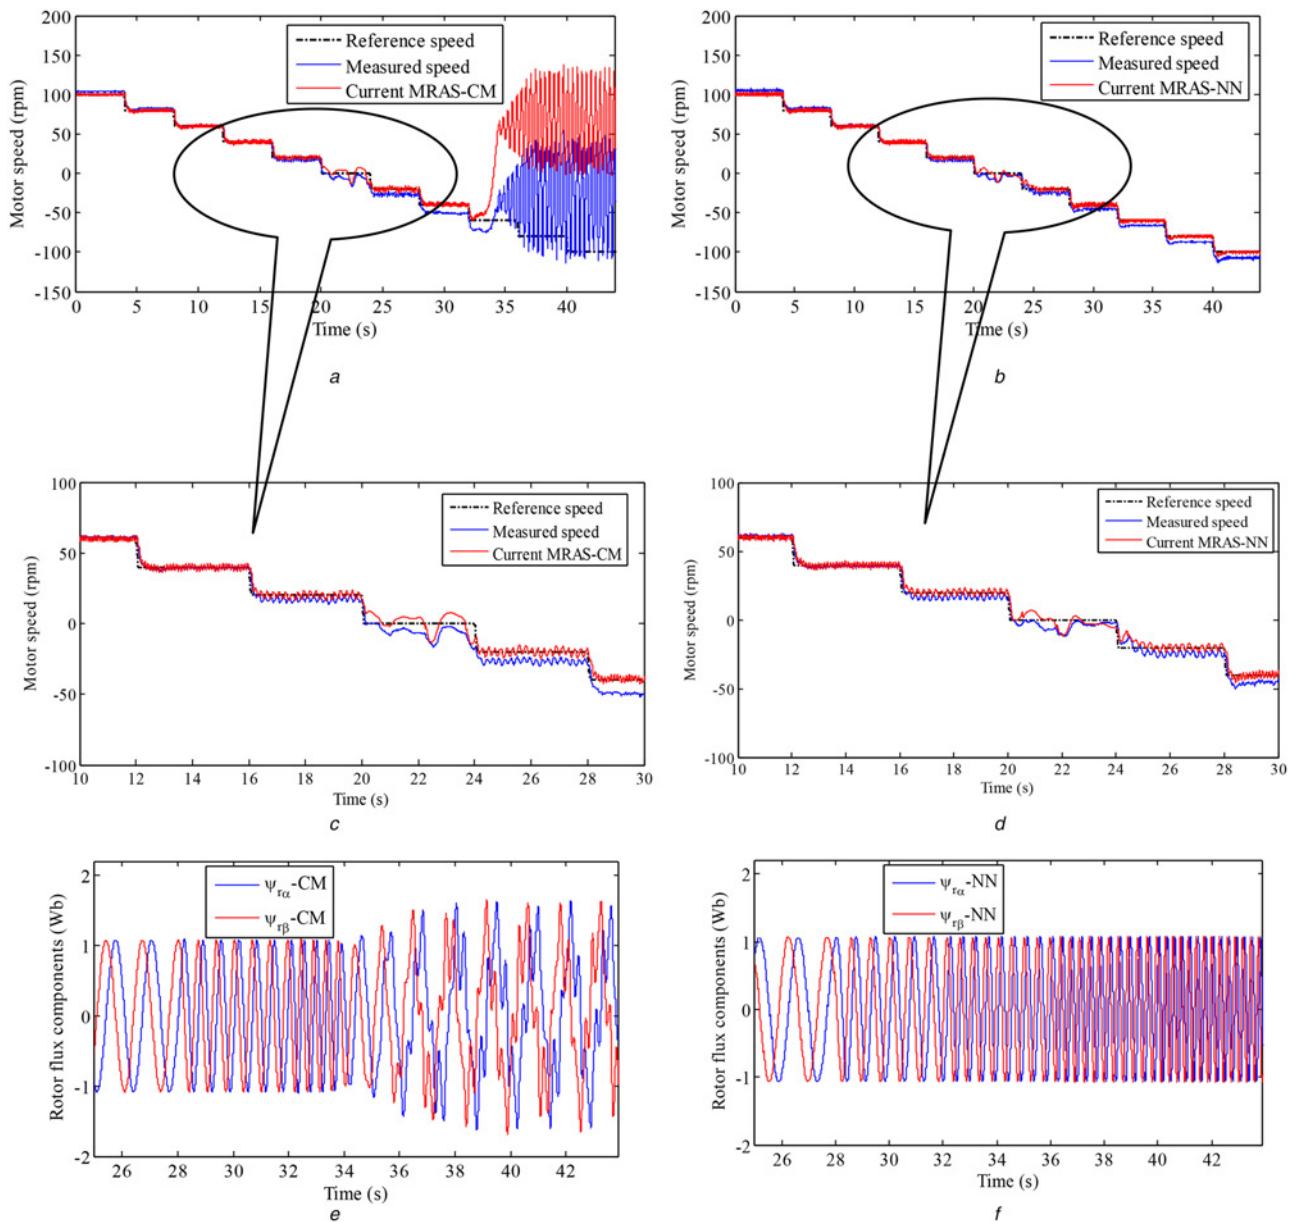 200
150
100
50
0
-50
-100
-150
Motor speed (rpm)
Reference speed
Measured speed
Current MRAS-CM
0 5 10 15 20 25 30 35 40
Time (s)
a
200
150
100
50
0
-50
-100
-150
Motor speed (rpm)
Reference speed
Measured speed
Current MRAS-NN
0 5 10 15 20 25 30 35 40
Time (s)
b
100
50
0
-50
-100
Motor speed (rpm)
Reference speed
Measured speed
Current MRAS-CM
10 12 14 16 18 20 22 24 26 28 30
Time (s)
c
100
50
0
-50
-100
Motor speed (rpm)
Reference speed
Measured speed
Current MRAS-NN
10 12 14 16 18 20 22 24 26 28 30
Time (s)
d
2
1
0
-1
-2
Rotor flux components (Wb)
ψrα-CM
ψrβ-CM
26 28 30 32 34 36 38 40 42
Time (s)
e
2
1
0
-1
-2
Rotor flux components (Wb)
ψrα-NN
ψrβ-NN
26 28 30 32 34 36 38 40 42
Time (s)
f